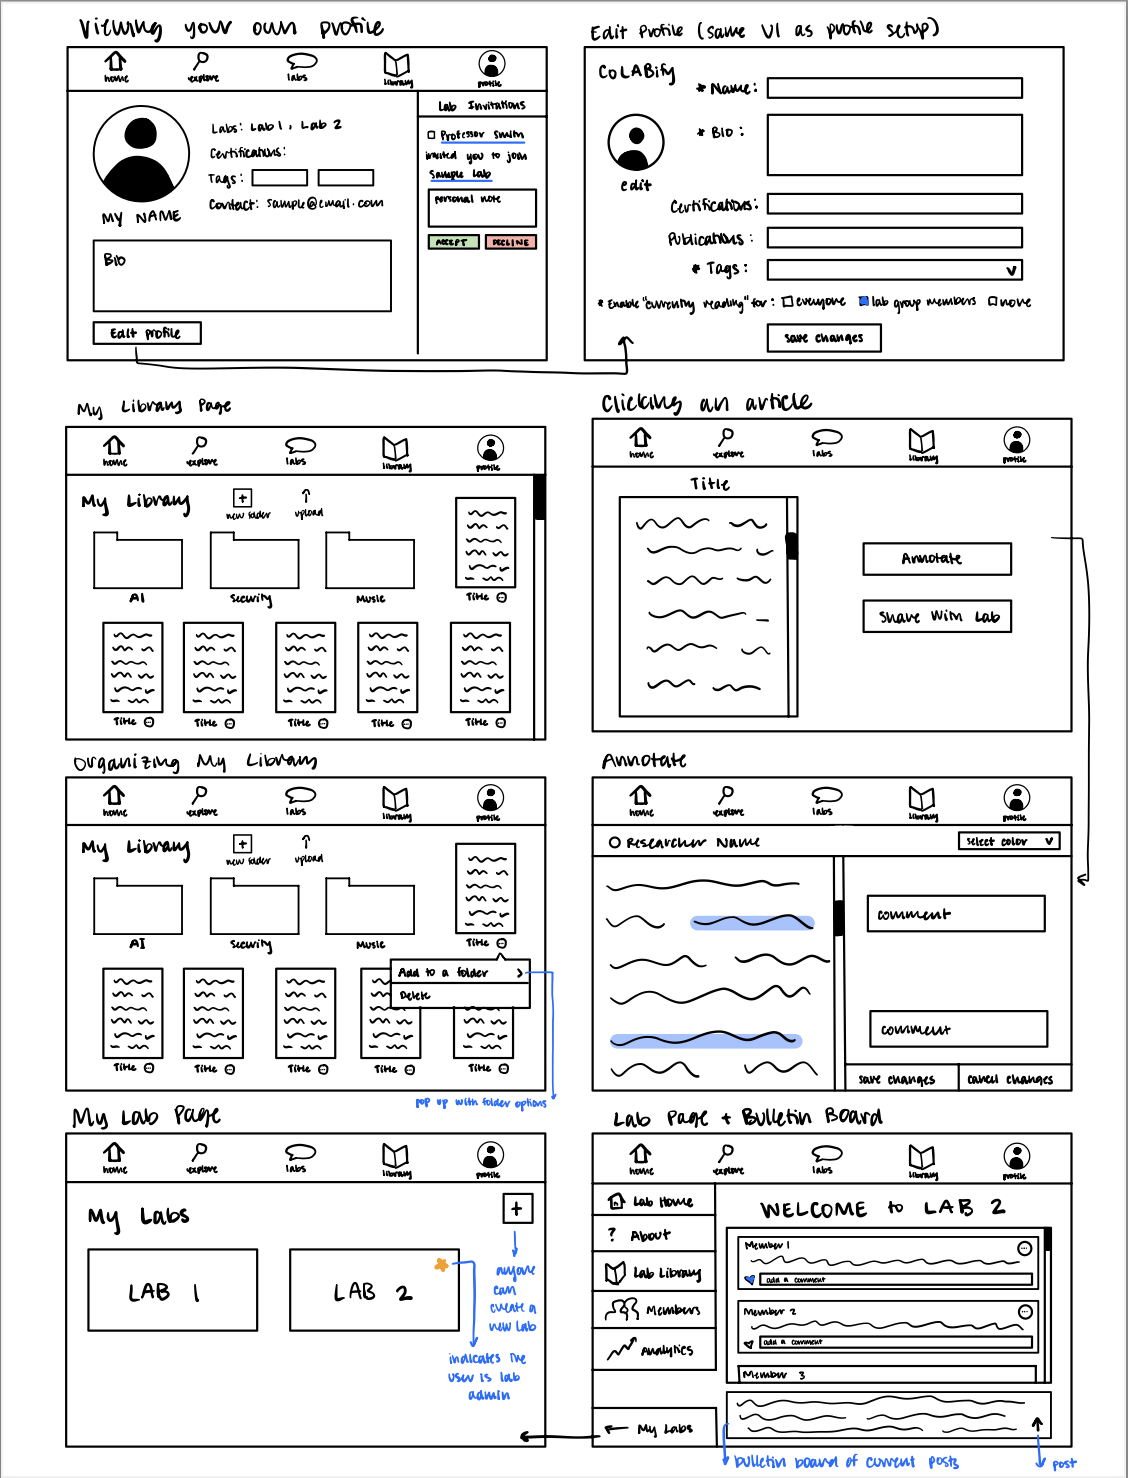 Viewing your own profile
home explore labs library profile
Labs: Lab 1, Lab 2
Certifications:
Tags:
Contact: sample@email.com
MY NAME
Bio
Edit profile
Lab Invitations
Professor Smith
invited you to join
Sample Lab
personal note
ACCEPT DECLINE
Edit Profile (same UI as profile setup)
CoLABify
* Name:
* Bio:
edit
Certifications:
Publications:
* Tags:
* Enable "currently reading" for: everyone lab group members none
save changes
My Library Page
home explore labs library profile
My Library
new folder upload
AI Security Music Title
Title Title Title Title Title
Clicking an article
home explore labs library profile
Title
Annotate
Share With Lab
Organizing My Library
home explore labs library profile
My Library
new folder upload
AI Security Music Title
Add to a folder >
Delete
Title Title Title Title Title
pop up with folder options
Annotate
home explore labs library profile
Researcher Name
select color
comment
comment
save changes cancel changes
My Lab Page
home explore labs library profile
My Labs
+
LAB 1 LAB 2
anyone
can
create a
new lab
indicates the
user is lab
admin
Lab Page + Bulletin Board
home explore labs library profile
Lab Home
? About
Lab Library
Members
Analytics
My Labs
WELCOME to LAB 2
Member 1
add a comment
Member 2
add a comment
Member 3
bulletin board of current posts
post